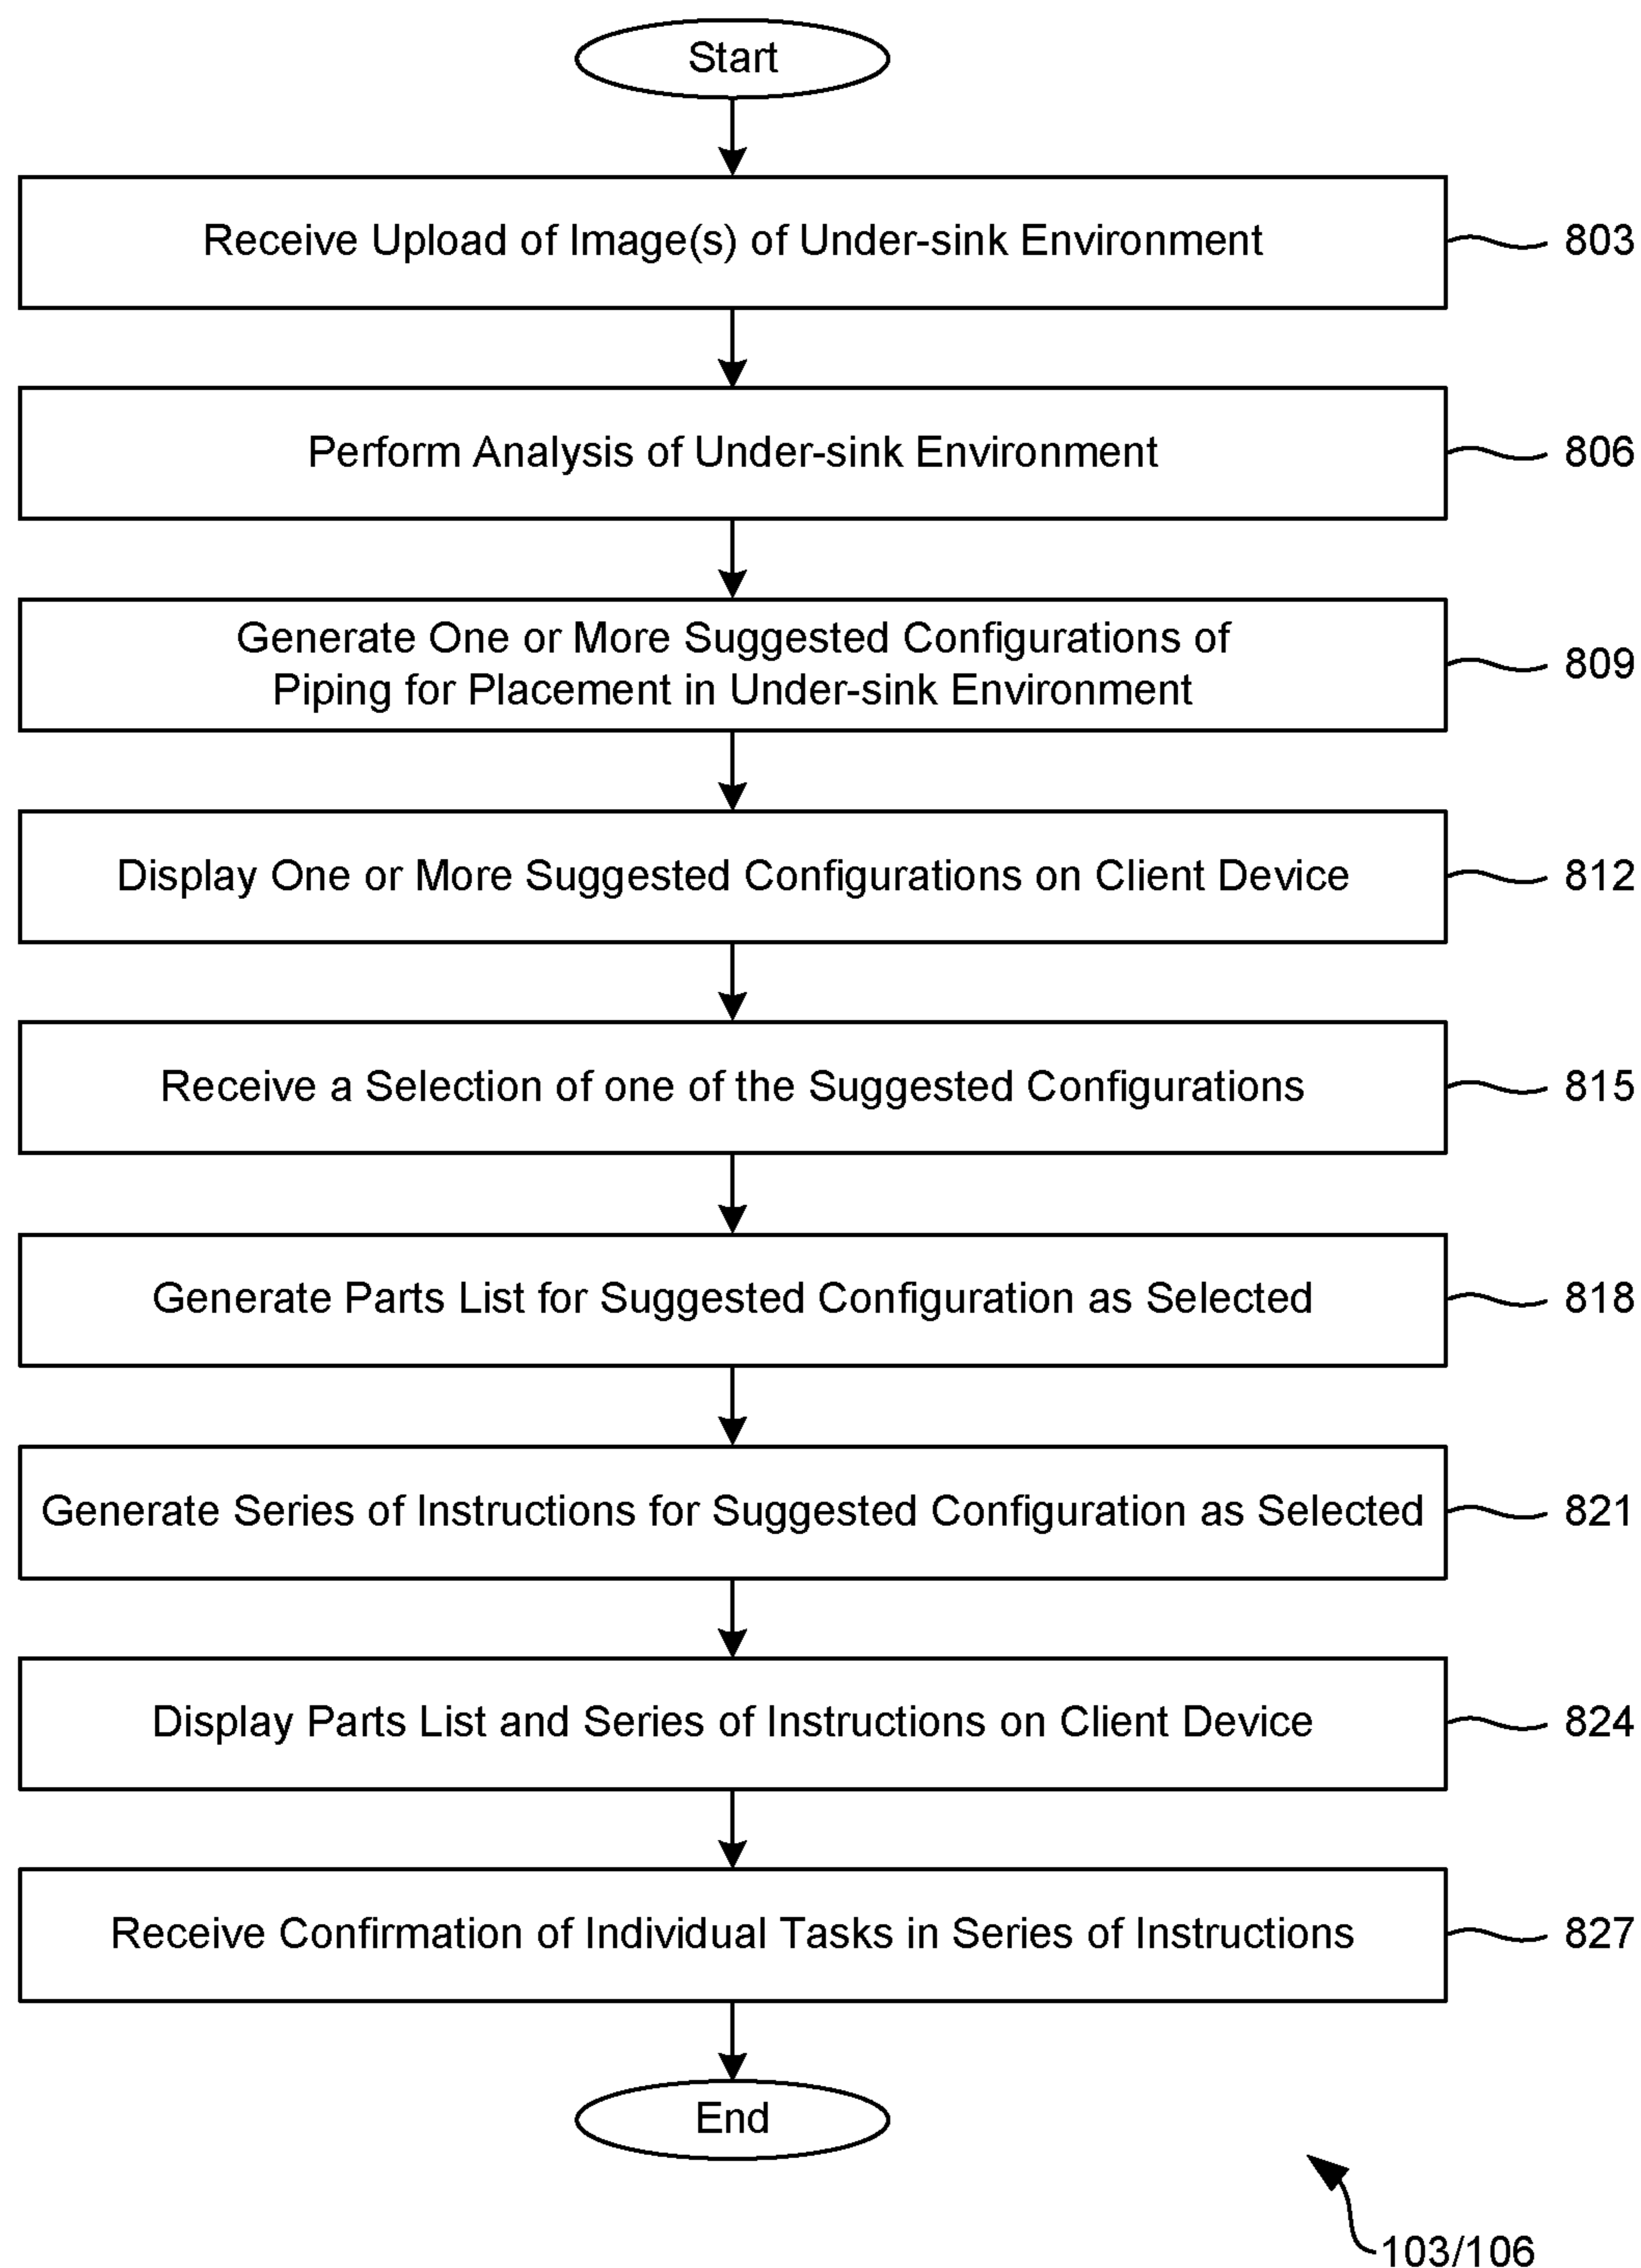 Start
Receive Upload of Image(s) of Under-sink Environment
803
Perform Analysis of Under-sink Environment
806
Generate One or More Suggested Configurations of
Piping for Placement in Under-sink Environment
809
Display One or More Suggested Configurations on Client Device
812
Receive a Selection of one of the Suggested Configurations
815
Generate Parts List for Suggested Configuration as Selected
818
Generate Series of Instructions for Suggested Configuration as Selected
821
Display Parts List and Series of Instructions on Client Device
824
Receive Confirmation of Individual Tasks in Series of Instructions
827
End
103/106